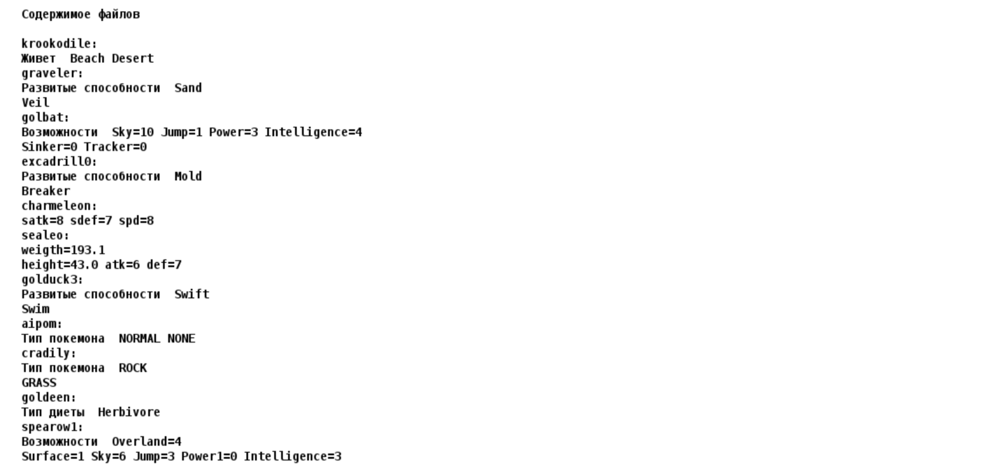 Содержимое файлов
krookodile:
Живет  Beach Desert
graveler:
Развитые способности  Sand
Veil
golbat:
Возможности  Sky=10 Jump=1 Power=3 Intelligence=4
Sinker=0 Tracker=0
excadrill0:
Развитые способности  Mold
Breaker
charmeleon:
satk=8 sdef=7 spd=8
sealeo:
weigth=193.1
height=43.0 atk=6 def=7
golduck3:
Развитые способности  Swift
Swim
aipom:
Тип покемона  NORMAL NONE
cradily:
Тип покемона  ROCK
GRASS
goldeen:
Тип диеты  Herbivore
spearow1:
Возможности  Overland=4
Surface=1 Sky=6 Jump=3 Power1=0 Intelligence=3